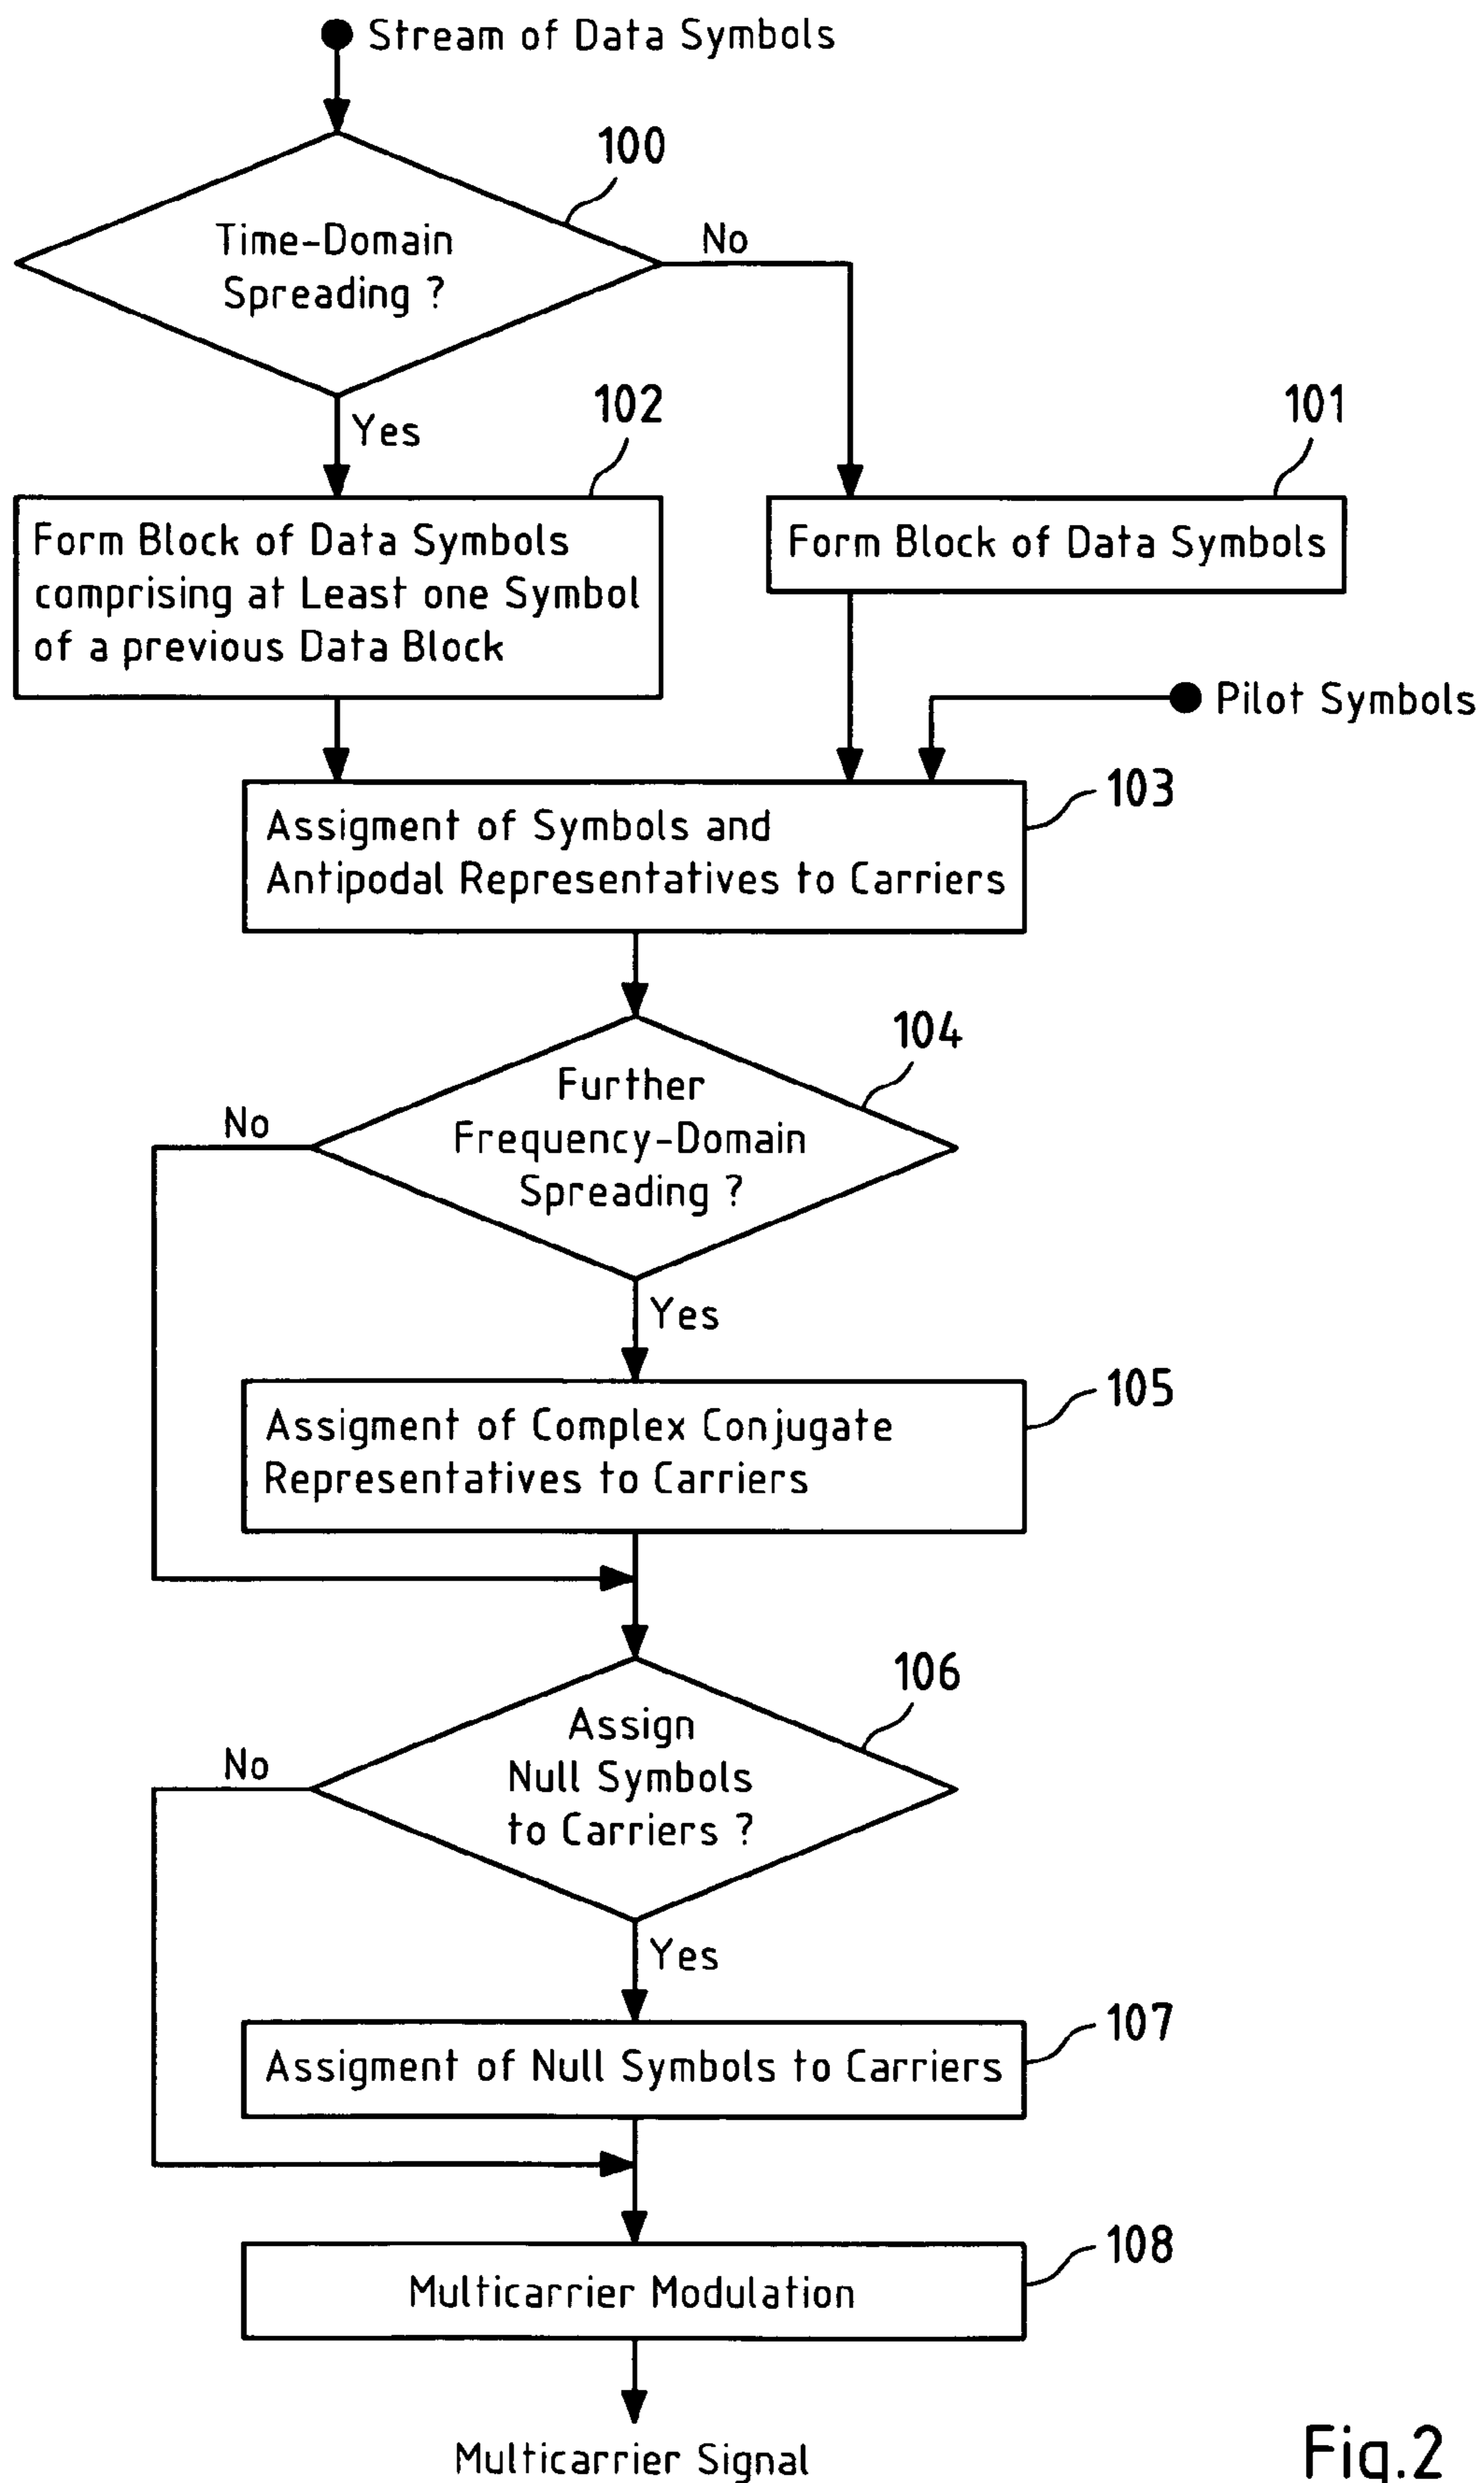 Stream of Data Symbols
100
Time-Domain
Spreading ?
No
Yes
102
101
Form Block of Data Symbols
comprising at Least one Symbol
of a previous Data Block
Form Block of Data Symbols
Pilot Symbols
103
Assigment of Symbols and
Antipodal Representatives to Carriers
104
Further
Frequency-Domain
Spreading ?
No
Yes
105
Assigment of Complex Conjugate
Representatives to Carriers
106
Assign
Null Symbols
to Carriers ?
No
Yes
107
Assigment of Null Symbols to Carriers
108
Multicarrier Modulation
Multicarrier Signal
Fig.2